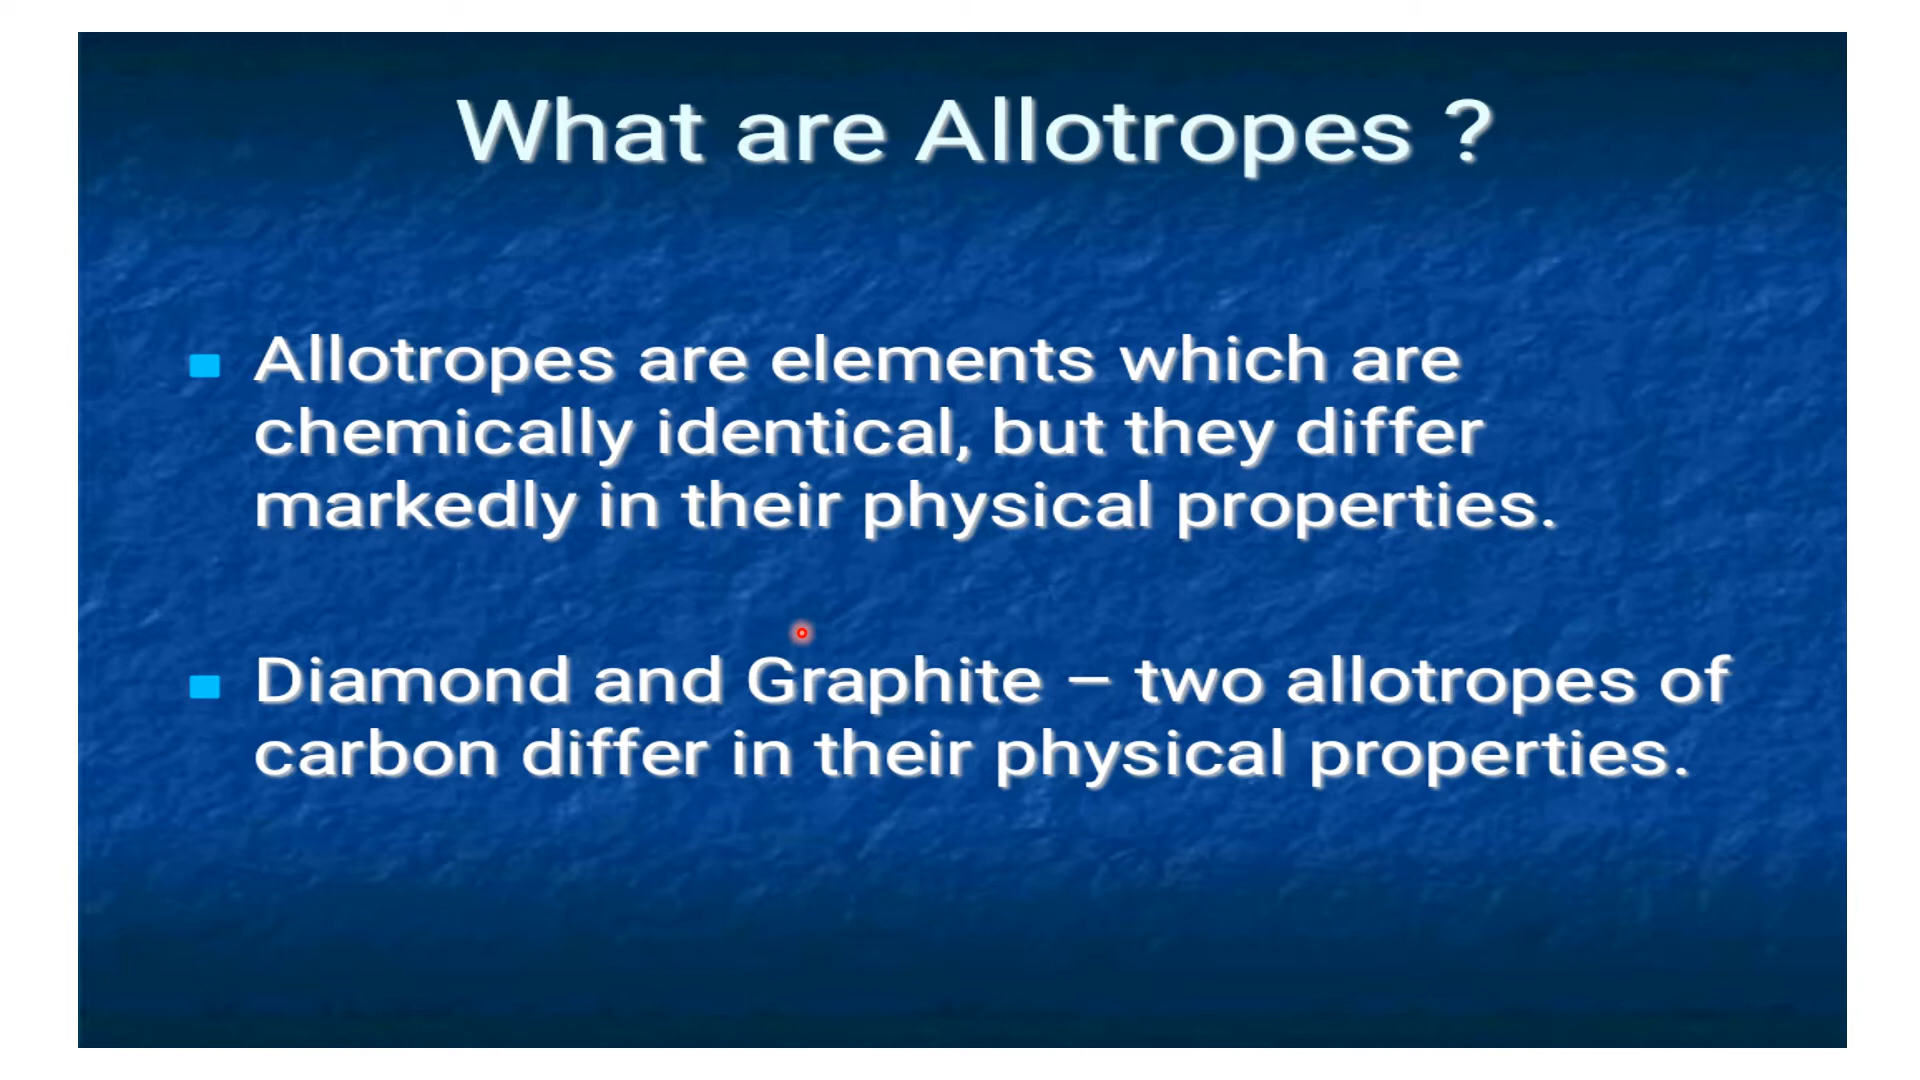 What are Allotropes ?
Allotropes are elements which are
chemically identical, but they differ
markedly in their physical properties.
Diamond and Graphite – two allotropes of
carbon differ in their physical properties.